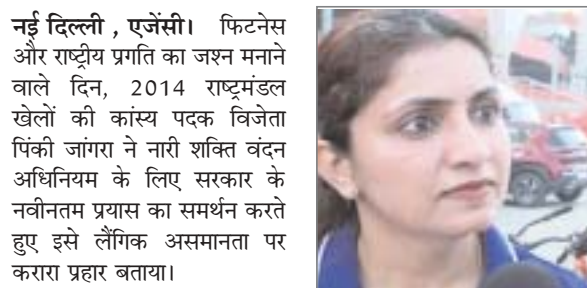 नई दिल्ली , एजेंसी। फिटनेस
और राष्ट्रीय प्रगति का जश्न मनाने
वाले दिन, 2014 राष्ट्रमंडल
खेलों की कांस्य पदक विजेता
पिंकी जांगरा ने नारी शक्ति वंदन
अधिनियम के लिए सरकार के
नवीनतम प्रयास का समर्थन करते
हुए इसे लैंगिक असमानता पर
करारा प्रहार बताया।